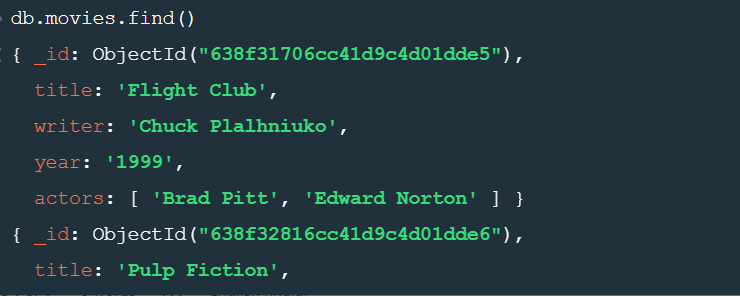 db.movies.find()
{ _id: ObjectId("638f31706cc41d9c4d01dde5"),
title: 'Flight Club',
writer: 'Chuck Plalhniuko',
year: '1999',
actors: [ 'Brad Pitt', 'Edward Norton' ] }
{ _id: ObjectId("638f32816cc41d9c4d01dde6"),
title: 'Pulp Fiction',